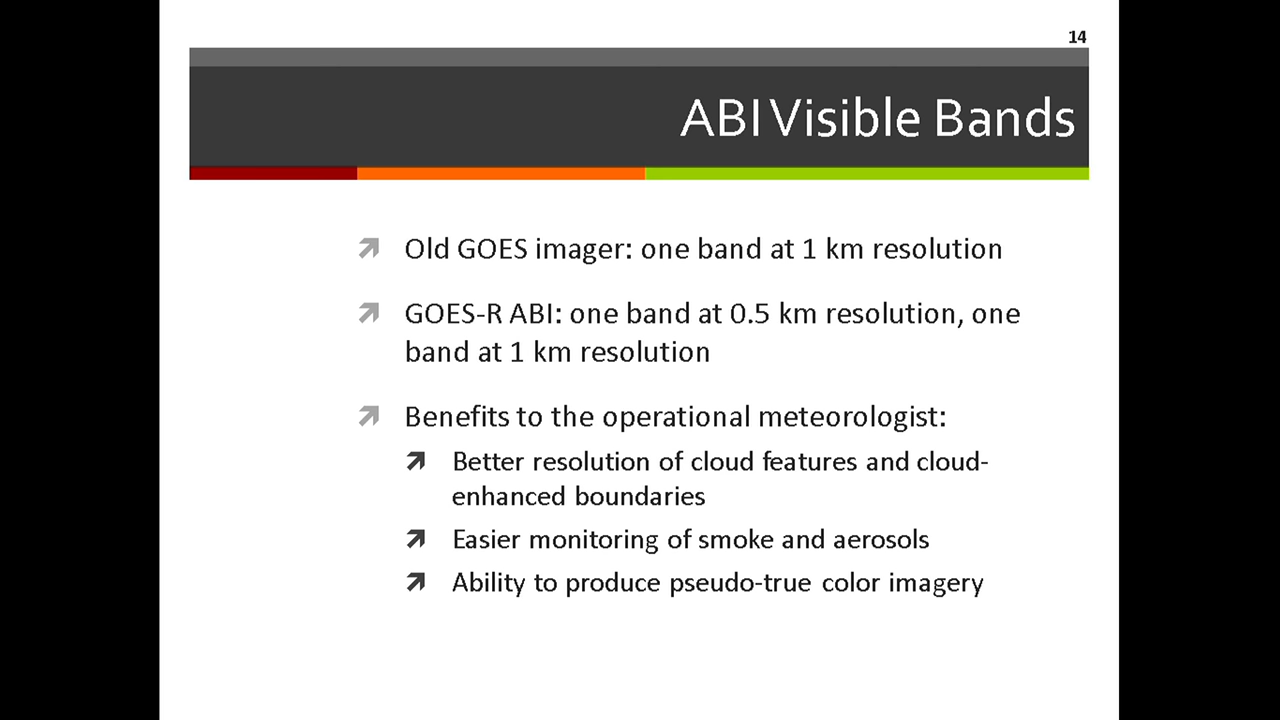 14
ABI Visible Bands
Old GOES imager: one band at 1 km resolution
GOES-R ABI: one band at 0.5 km resolution, one
band at 1 km resolution
Benefits to the operational meteorologist:
Better resolution of cloud features and cloud-
enhanced boundaries
Easier monitoring of smoke and aerosols
Ability to produce pseudo-true color imagery